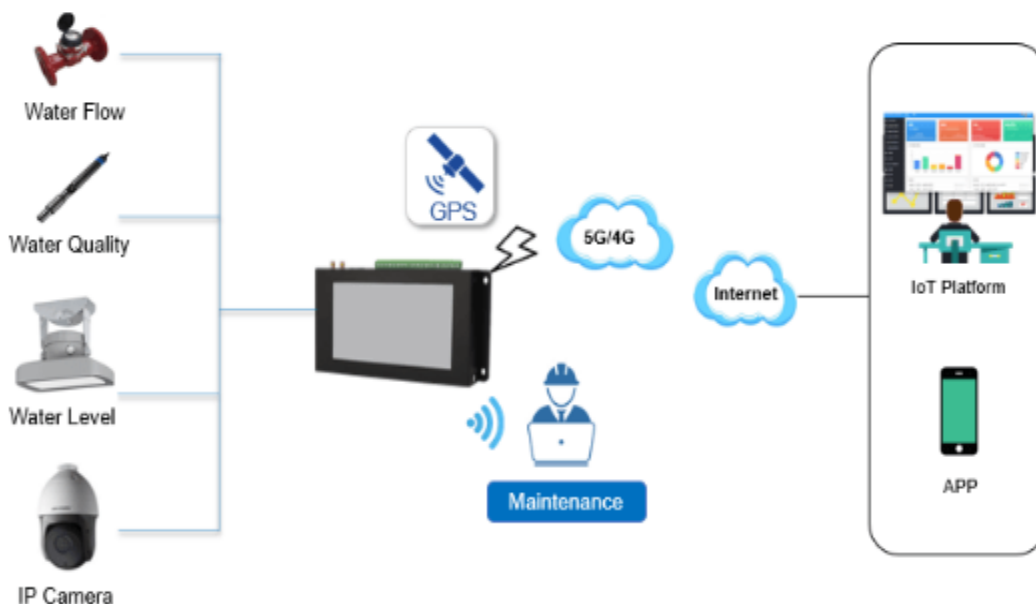 Water Flow
Water Quality
Water Level
IP Camera
GPS
5G/4G
Internet
Maintenance
IoT Platform
APP